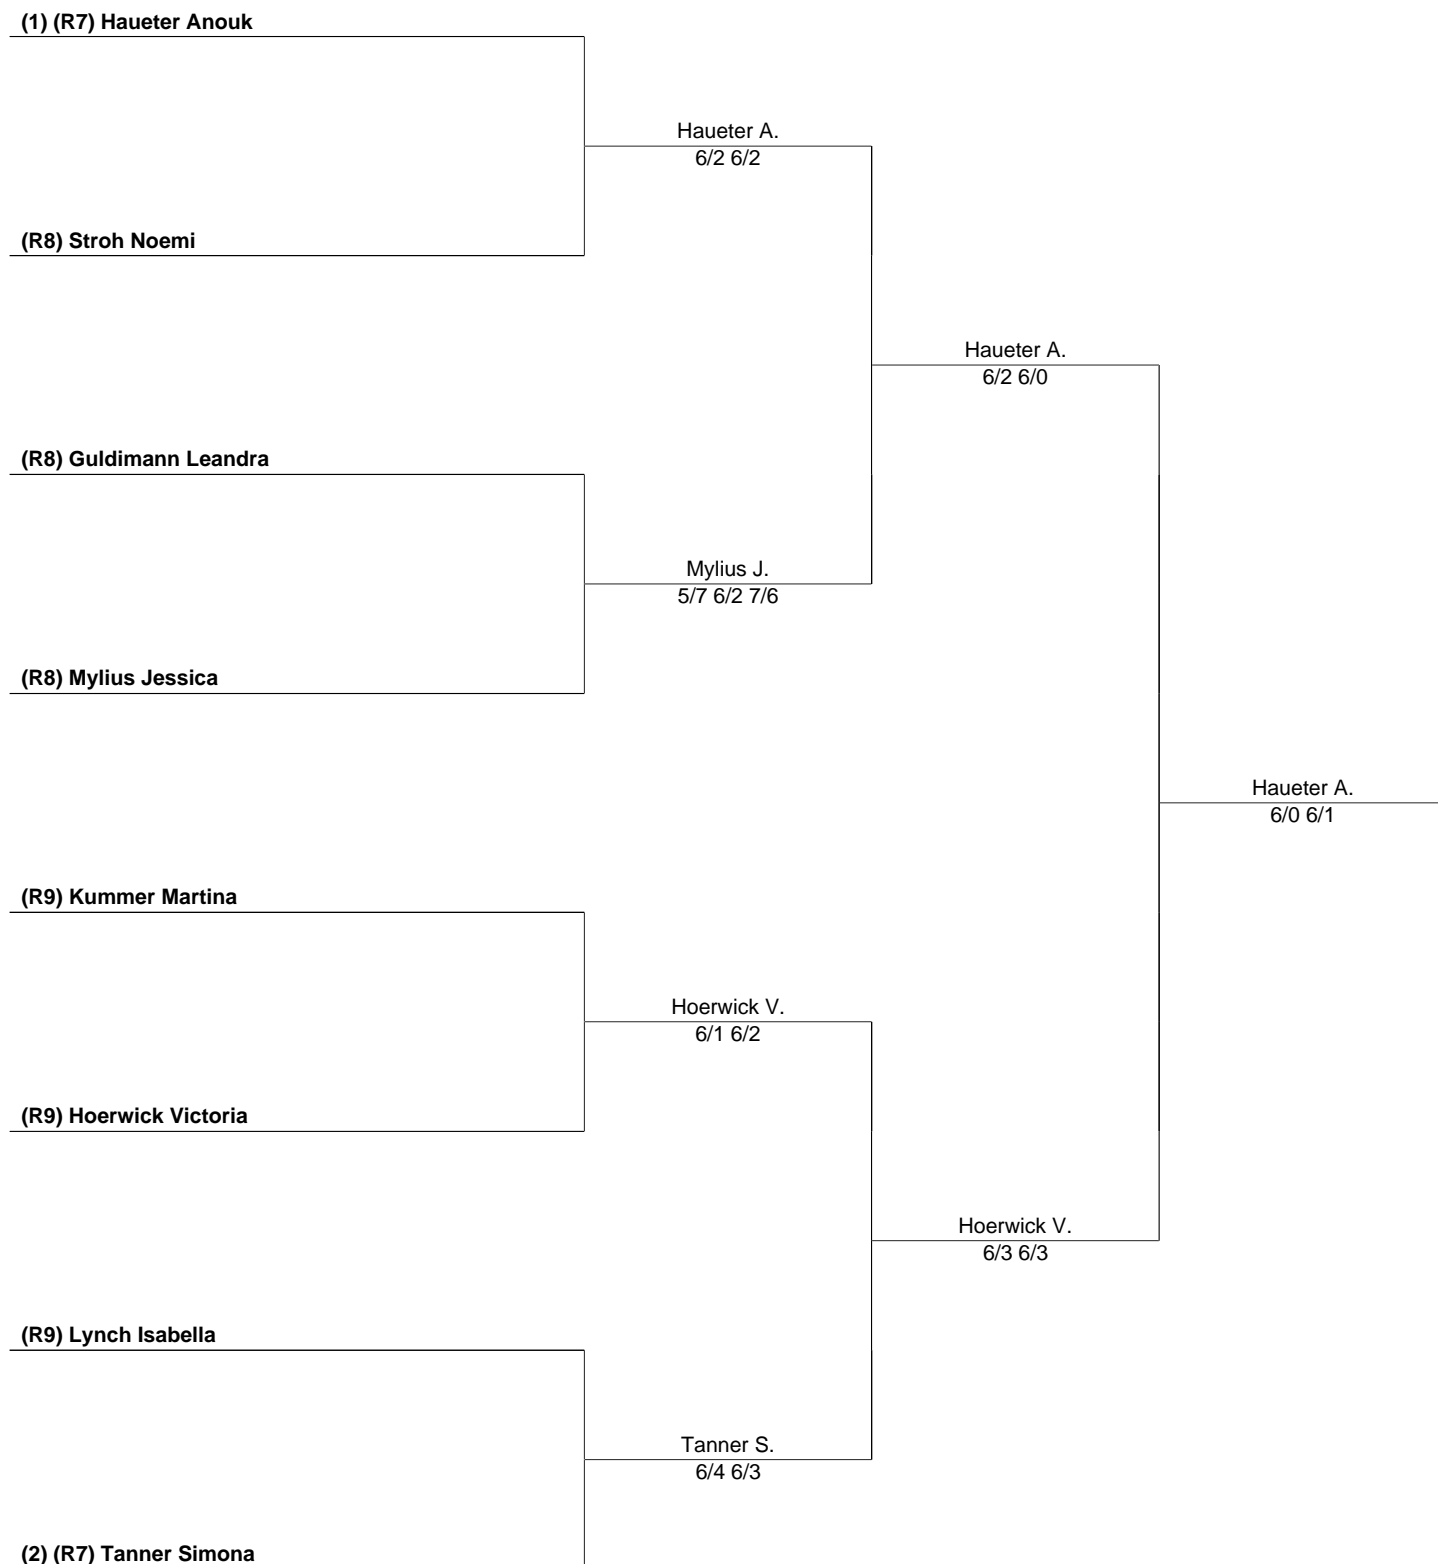 (1) (R7) Haueter Anouk
Haueter A.
6/2 6/2
(R8) Stroh Noemi
Haueter A.
6/2 6/0
(R8) Guldimann Leandra
Mylius J.
5/7 6/2 7/6
(R8) Mylius Jessica
Haueter A.
6/0 6/1
(R9) Kummer Martina
Hoerwick V.
6/1 6/2
(R9) Hoerwick Victoria
Hoerwick V.
6/3 6/3
(R9) Lynch Isabella
Tanner S.
6/4 6/3
(2) (R7) Tanner Simona